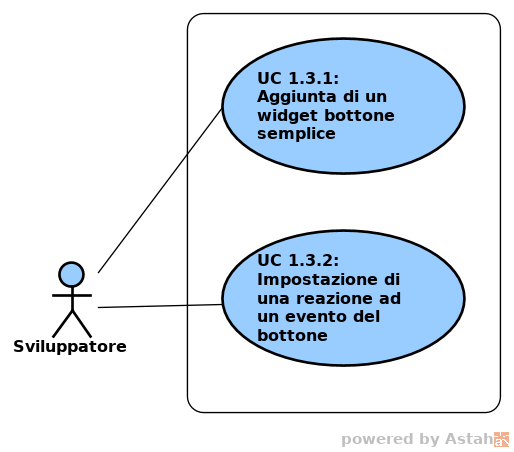 UC 1.3.1:
Aggiunta di un
widget bottone
semplice
UC 1.3.2:
Impostazione di
una reazione ad
un evento del
bottone
Sviluppatore
powered by Astah